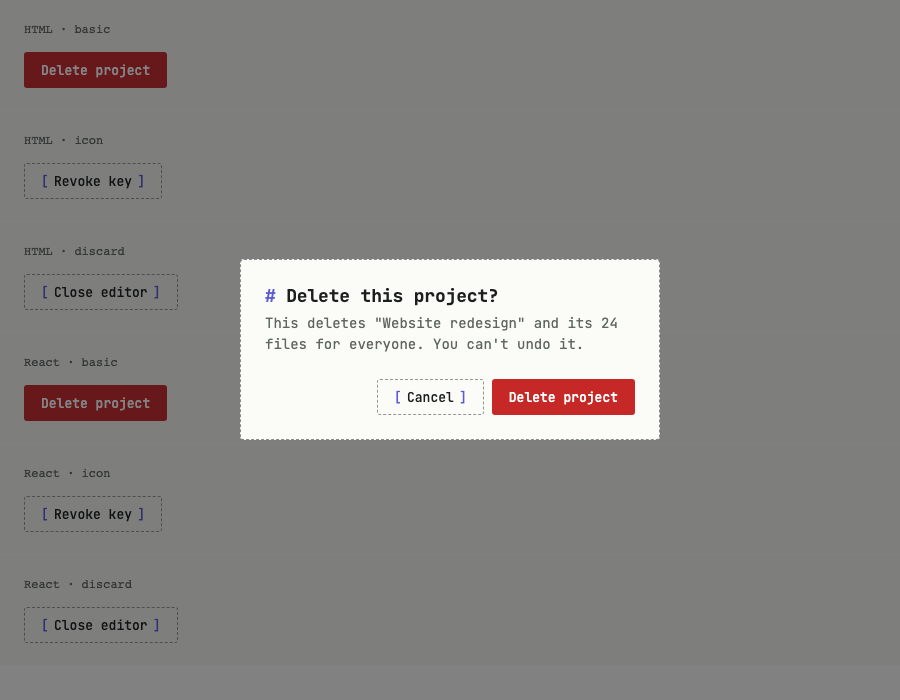 HTML · basic
Delete project
HTML · icon
[ Revoke key ]
HTML · discard
[ Close editor ]
# Delete this project?
This deletes "Website redesign" and its 24
files for everyone. You can't undo it.
[ Cancel ] Delete project
React · basic
Delete project
React · icon
[ Revoke key ]
React · discard
[ Close editor ]